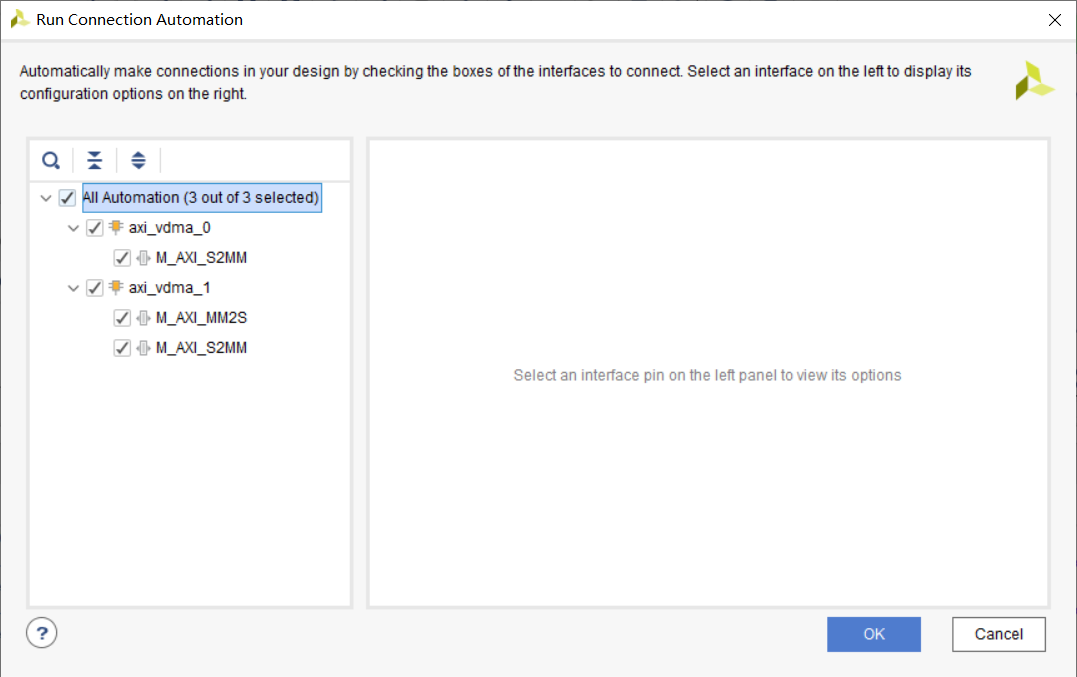 Run Connection Automation
Automatically make connections in your design by checking the boxes of the interfaces to connect. Select an interface on the left to display its
configuration options on the right.
All Automation (3 out of 3 selected)
axi_vdma_0
M_AXI_S2MM
axi_vdma_1
M_AXI_MM2S
M_AXI_S2MM
Select an interface pin on the left panel to view its options
?
OK
Cancel